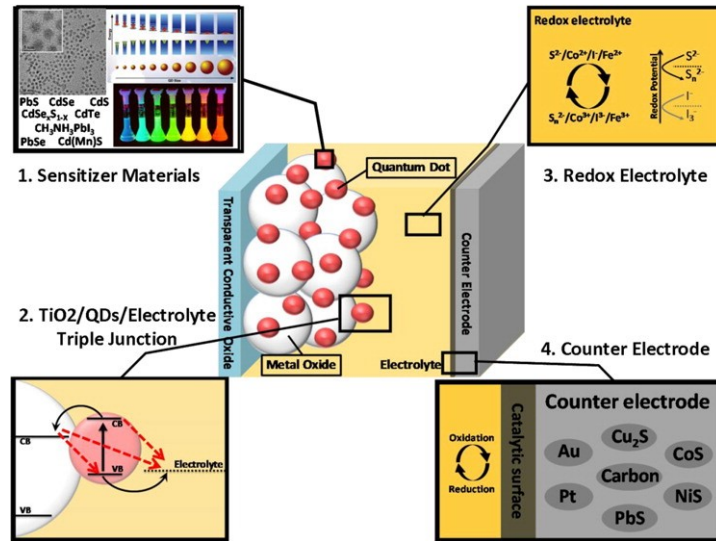 PbS CdSe CdS
CdSeₓS₁₋ₓ CdTe
CH₃NH₃PbI₃
PbSe Cd(Mn)S
1. Sensitizer Materials
Redox electrolyte
S²⁻/Co²⁺/I⁻/Fe²⁺
Sₙ²⁻/Co³⁺/I³⁻/Fe³⁺
Redox Potential
S²⁻
Sₙ²⁻
I⁻
I₃⁻
3. Redox Electrolyte
Quantum Dot
Transparent Conductive Oxide
Counter Electrode
Metal Oxide
Electrolyte
2. TiO2/QDs/Electrolyte
Triple Junction
CB
VB
CB
VB
Electrolyte
4. Counter Electrode
Oxidation
Reduction
Catalytic surface
Counter electrode
Au
Cu₂S
CoS
Carbon
Pt
NiS
PbS